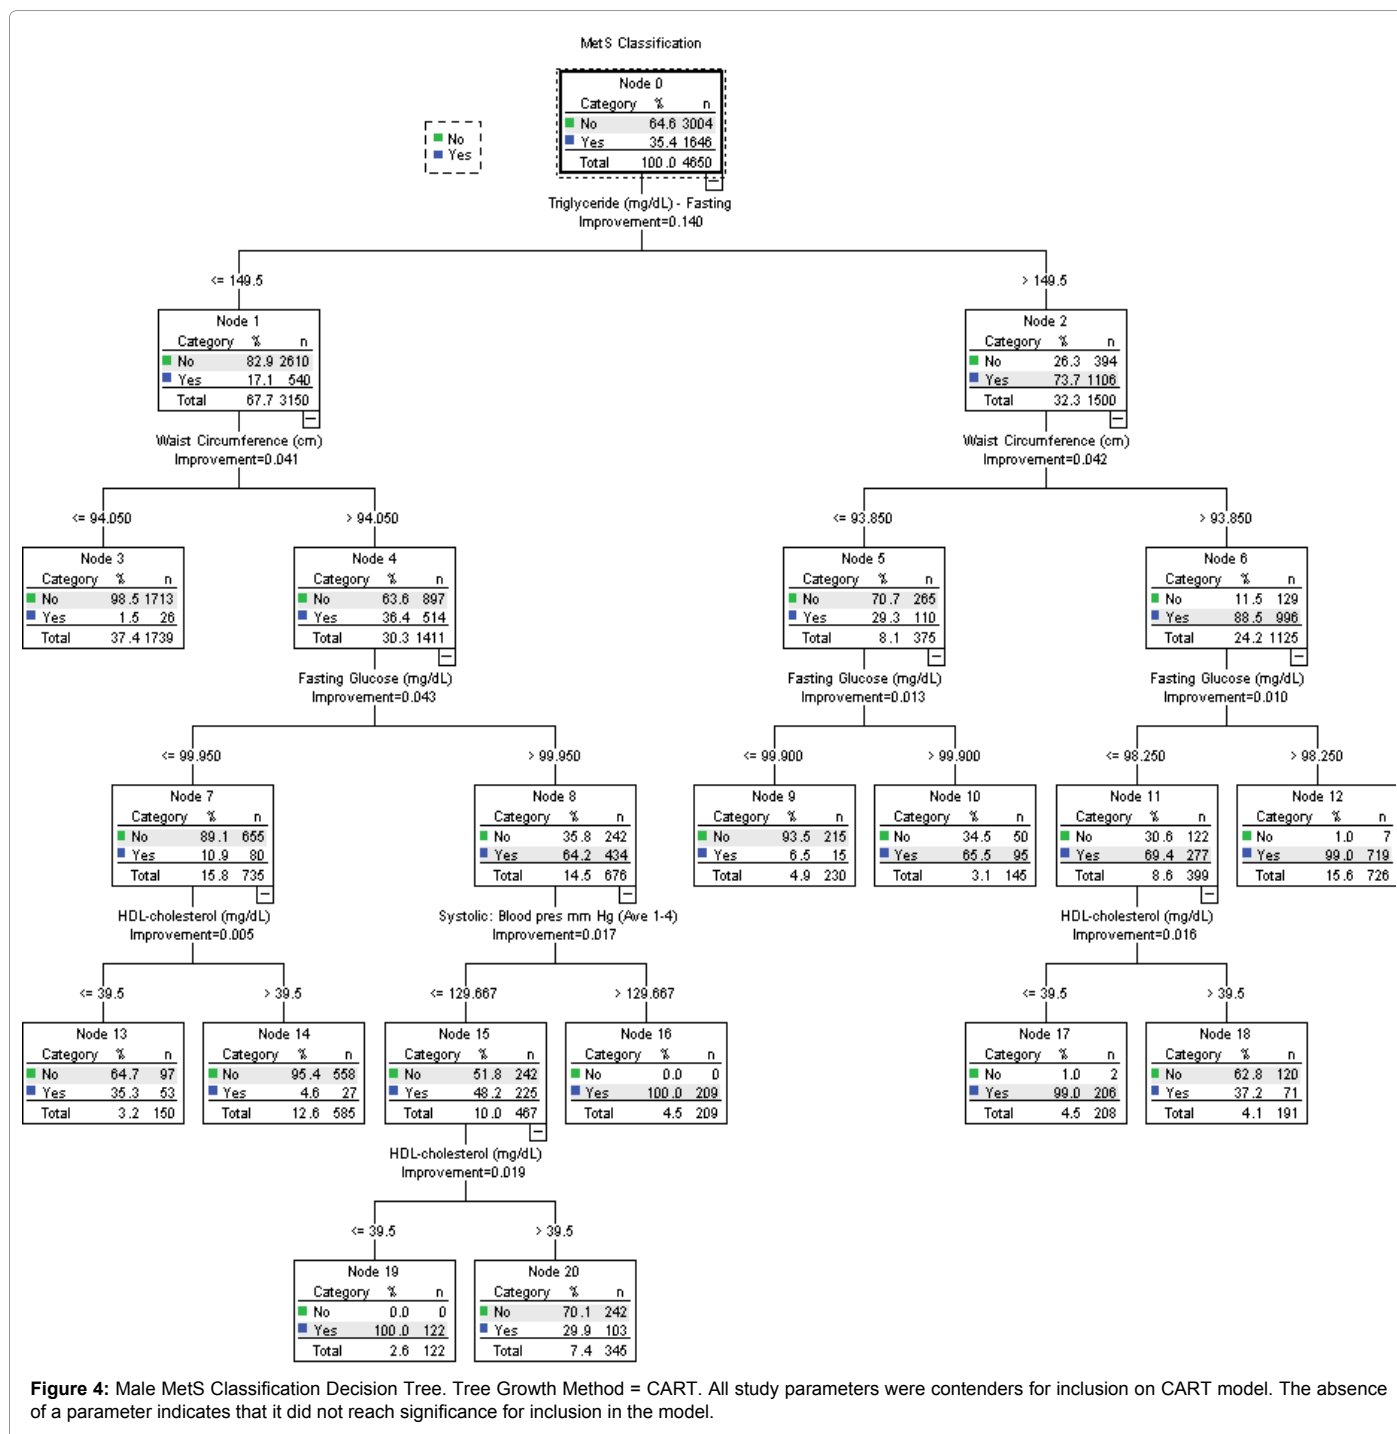 MetS Classification
Node 0
Category % n
No 64.6 3004
Yes 35.4 1646
Total 100.0 4650
No
Yes
Triglyceride (mg/dL) - Fasting
Improvement=0.140
<= 149.5
> 149.5
Node 1
Category % n
No 82.9 2610
Yes 17.1 540
Total 67.7 3150
Node 2
Category % n
No 26.3 394
Yes 73.7 1106
Total 32.3 1500
Waist Circumference (cm)
Improvement=0.041
Waist Circumference (cm)
Improvement=0.042
<= 94.050
> 94.050
<= 93.850
> 93.850
Node 3
Category % n
No 98.5 1713
Yes 1.5 26
Total 37.4 1739
Node 4
Category % n
No 63.6 897
Yes 36.4 514
Total 30.3 1411
Node 5
Category % n
No 70.7 265
Yes 29.3 110
Total 8.1 375
Node 6
Category % n
No 11.5 129
Yes 88.5 996
Total 24.2 1125
Fasting Glucose (mg/dL)
Improvement=0.043
Fasting Glucose (mg/dL)
Improvement=0.013
Fasting Glucose (mg/dL)
Improvement=0.010
<= 99.950
> 99.950
<= 99.900
> 99.900
<= 98.250
> 98.250
Node 7
Category % n
No 89.1 655
Yes 10.9 80
Total 15.8 735
Node 8
Category % n
No 35.8 242
Yes 64.2 434
Total 14.5 676
Node 9
Category % n
No 93.5 215
Yes 6.5 15
Total 4.9 230
Node 10
Category % n
No 34.5 50
Yes 65.5 95
Total 3.1 145
Node 11
Category % n
No 30.6 122
Yes 69.4 277
Total 8.6 399
Node 12
Category % n
No 1.0 7
Yes 99.0 719
Total 15.6 726
HDL-cholesterol (mg/dL)
Improvement=0.005
Systolic: Blood pres mm Hg (Ave 1-4)
Improvement=0.017
HDL-cholesterol (mg/dL)
Improvement=0.016
<= 39.5
> 39.5
<= 129.667
> 129.667
<= 39.5
> 39.5
Node 13
Category % n
No 64.7 97
Yes 35.3 53
Total 3.2 150
Node 14
Category % n
No 95.4 558
Yes 4.6 27
Total 12.6 585
Node 15
Category % n
No 51.8 242
Yes 48.2 225
Total 10.0 467
Node 16
Category % n
No 0.0 0
Yes 100.0 209
Total 4.5 209
Node 17
Category % n
No 1.0 2
Yes 99.0 206
Total 4.5 208
Node 18
Category % n
No 62.8 120
Yes 37.2 71
Total 4.1 191
HDL-cholesterol (mg/dL)
Improvement=0.019
<= 39.5
> 39.5
Node 19
Category % n
No 0.0 0
Yes 100.0 122
Total 2.6 122
Node 20
Category % n
No 70.1 242
Yes 29.9 103
Total 7.4 345
Figure 4: Male MetS Classification Decision Tree. Tree Growth Method = CART. All study parameters were contenders for inclusion on CART model. The absence
of a parameter indicates that it did not reach significance for inclusion in the model.